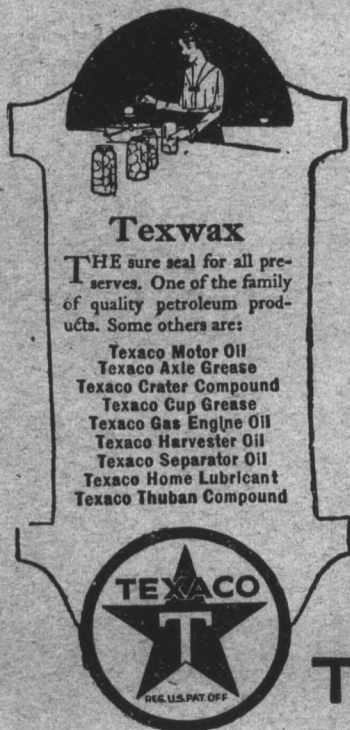 Texwax
THE sure seal for all pre-
serves. One of the family
of quality petroleum prod-
ucts. Some others are:
Texaco Motor Oil
Texaco Axle Grease
Texaco Crater Compound
Texaco Cup Grease
Texaco Gas Engine Oil
Texaco Harvester Oil
Texaco Separator Oil
Texaco Home Lubricant
Texaco Thuban Compound
TEXACO
T
REG. U.S. PAT. OFF
T